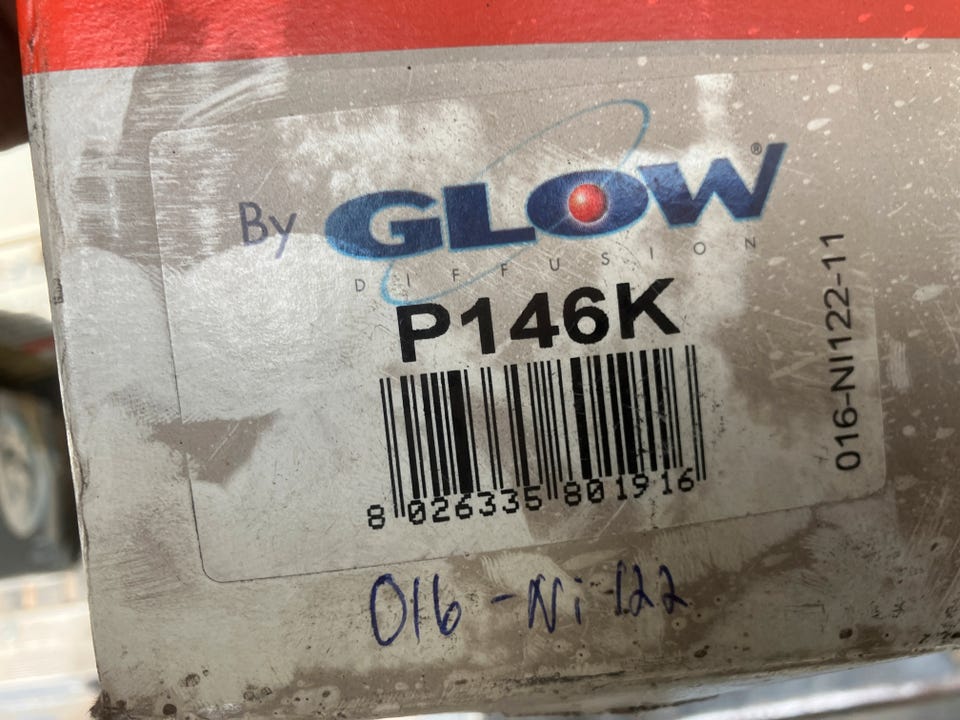 By GLOW®
DIFFUSION
P146K
8 026335 801916
016-NI122-11
016-Ni-122